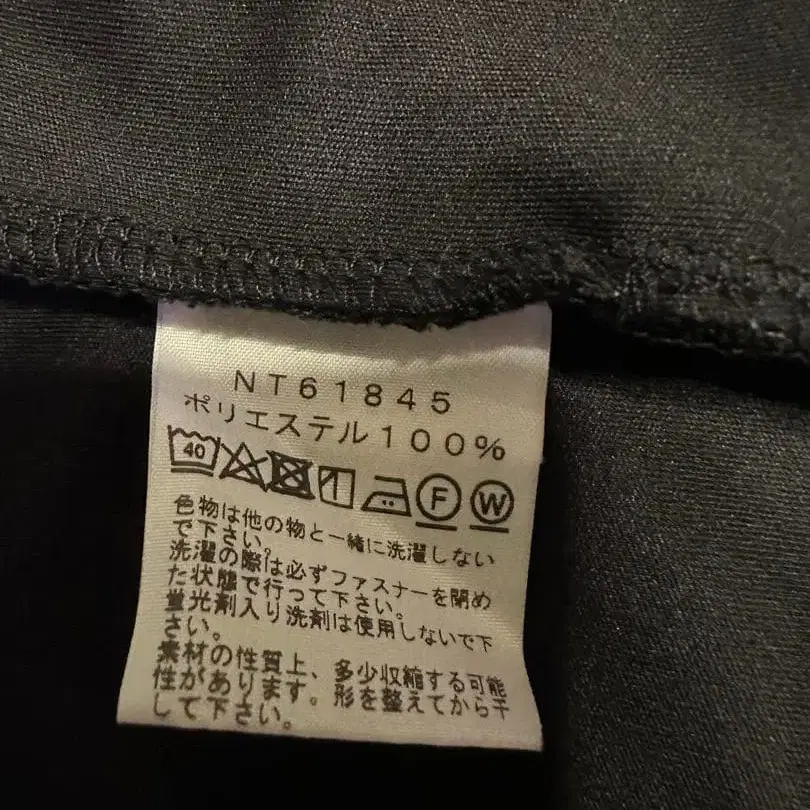 NT61845
ポリエステル100%
40 F W
色物は他の物と一緒に洗濯しない
で下さい。
洗濯の際は必ずファスナーを閉め
た状態で行って下さい。
蛍光剤入り洗剤は使用しないで下
さい。
素材の性質上、多少収縮する可能
性があります。形を整えてから干
して下さい。